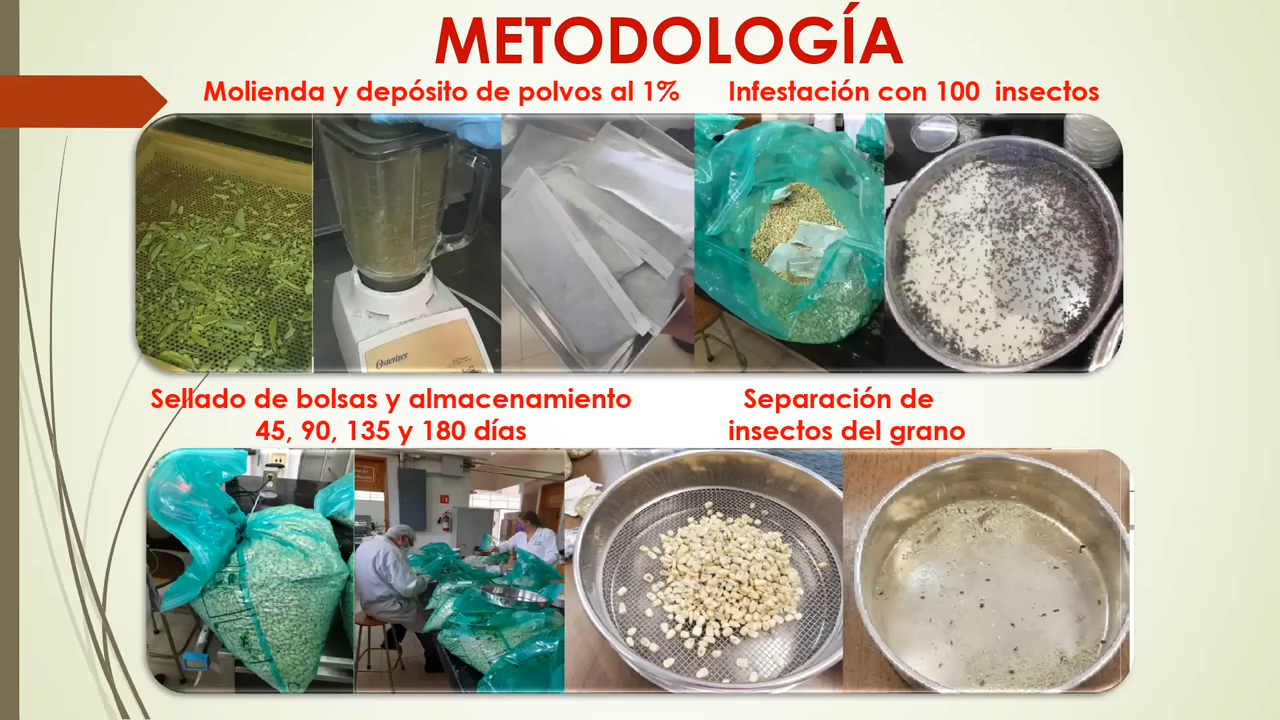 METODOLOGÍA
Molienda y depósito de polvos al 1%
Infestación con 100 insectos
Osterizer
Sellado de bolsas y almacenamiento
45, 90, 135 y 180 días
Separación de
insectos del grano